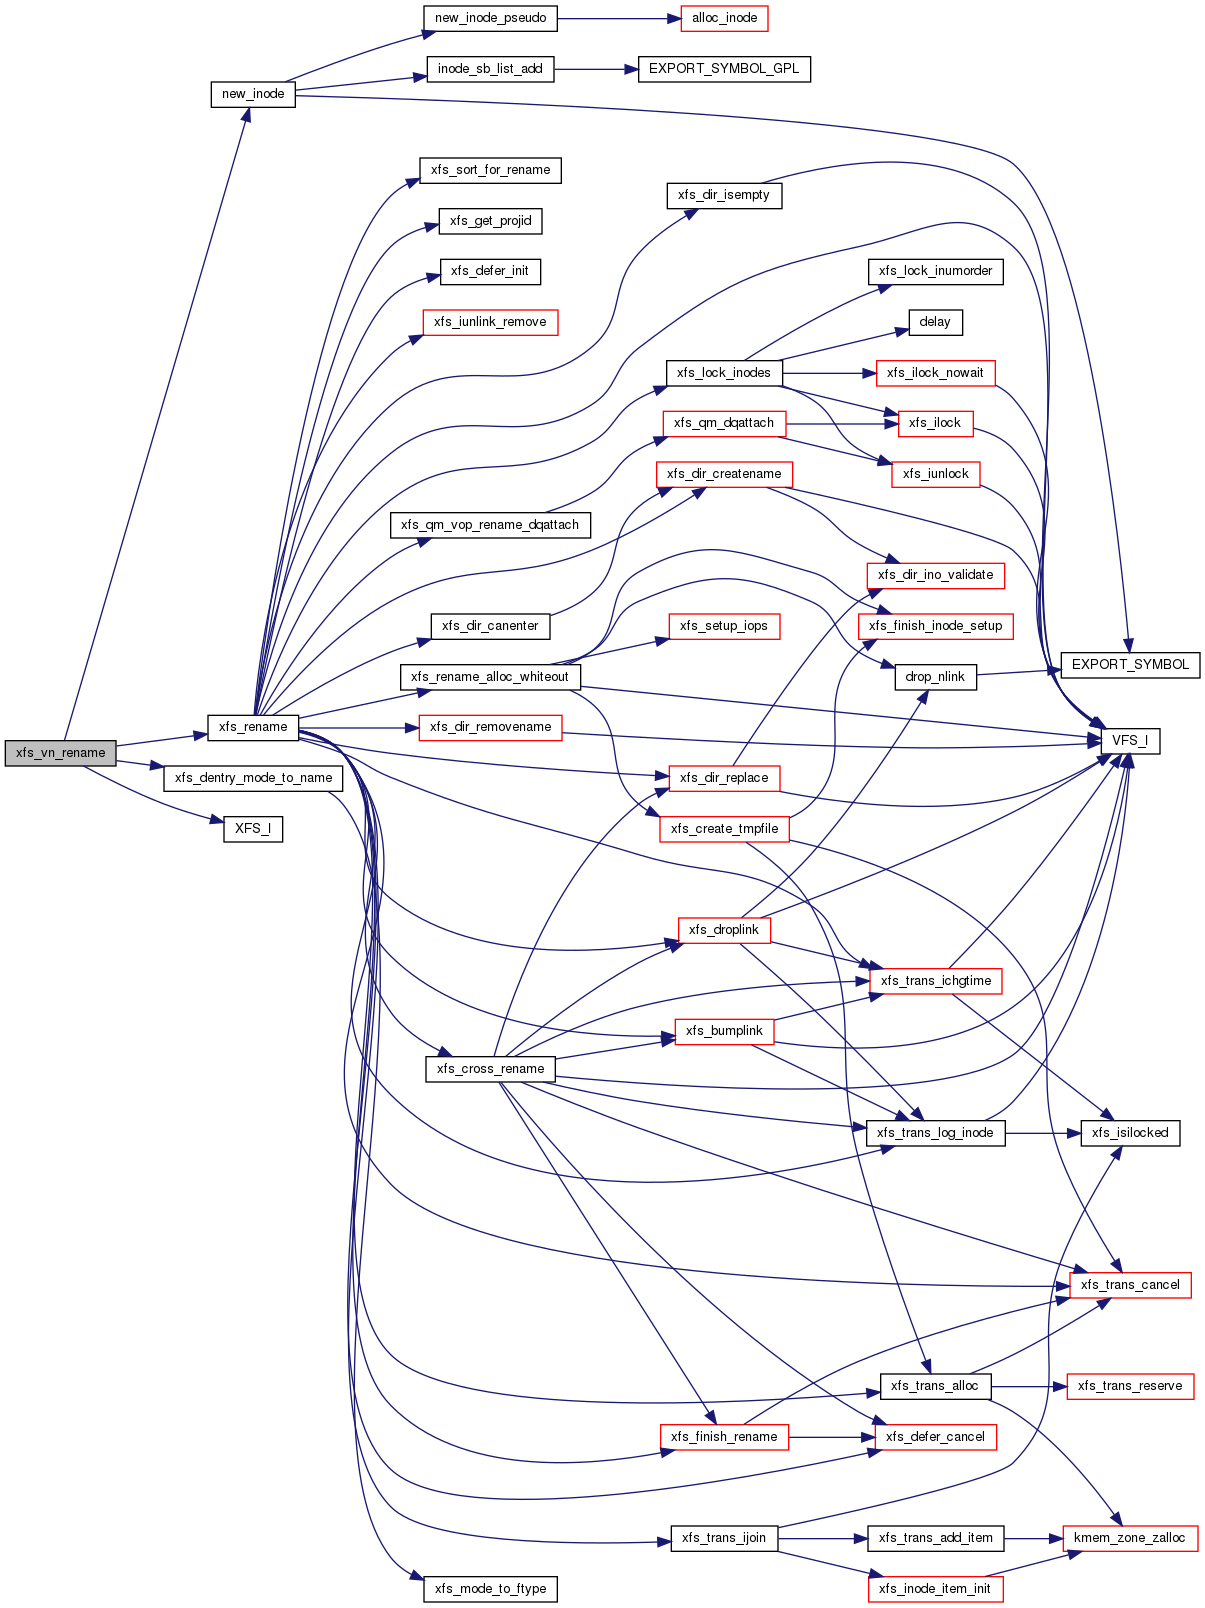 new_inode_pseudo
alloc_inode
inode_sb_list_add
EXPORT_SYMBOL_GPL
new_inode
xfs_sort_for_rename
xfs_dir_isempty
xfs_get_projid
xfs_defer_init
xfs_lock_inumorder
xfs_iunlink_remove
delay
xfs_lock_inodes
xfs_ilock_nowait
xfs_qm_dqattach
xfs_ilock
xfs_dir_createname
xfs_iunlock
xfs_qm_vop_rename_dqattach
xfs_dir_ino_validate
xfs_dir_canenter
xfs_setup_iops
xfs_finish_inode_setup
EXPORT_SYMBOL
xfs_rename_alloc_whiteout
drop_nlink
xfs_rename
xfs_dir_removename
VFS_I
xfs_vn_rename
xfs_dentry_mode_to_name
xfs_dir_replace
XFS_I
xfs_create_tmpfile
xfs_droplink
xfs_trans_ichgtime
xfs_bumplink
xfs_cross_rename
xfs_trans_log_inode
xfs_isilocked
xfs_trans_cancel
xfs_trans_alloc
xfs_trans_reserve
xfs_finish_rename
xfs_defer_cancel
xfs_trans_ijoin
xfs_trans_add_item
kmem_zone_zalloc
xfs_mode_to_ftype
xfs_inode_item_init